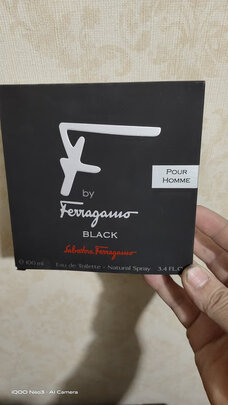 F
POUR
HOMME
by
Ferragamo
BLACK
Salvatore Ferragamo
℮ 100 ml Eau de Toilette - Natural Spray 3.4 FL.O
iQOO Neo3 · AI Camera